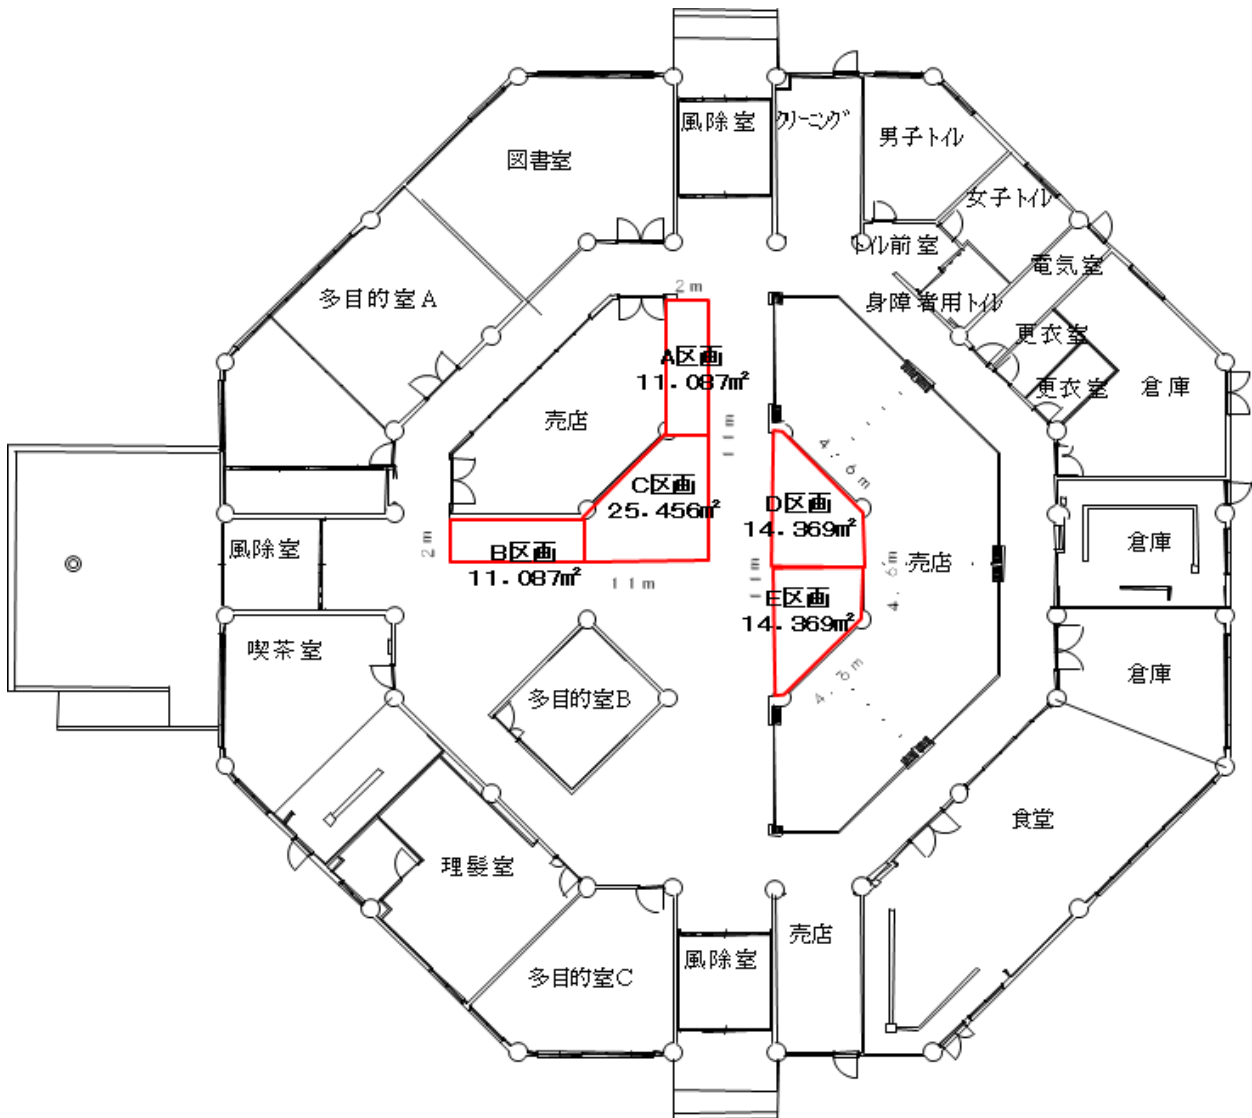 風除室
クリーニング
男子トイレ
図書室
女子トイレ
トイレ前室
電気室
多目的室A
2m
身障者用トイレ
更衣室
A区画
11.087㎡
更衣室
倉庫
売店
11m
4.6m
C区画
25.456㎡
D区画
14.369㎡
風除室
2m
B区画
11.087㎡
11m
11m
4.6m
売店
倉庫
E区画
14.369㎡
喫茶室
多目的室B
4.6m
倉庫
食堂
理髪室
売店
風除室
多目的室C